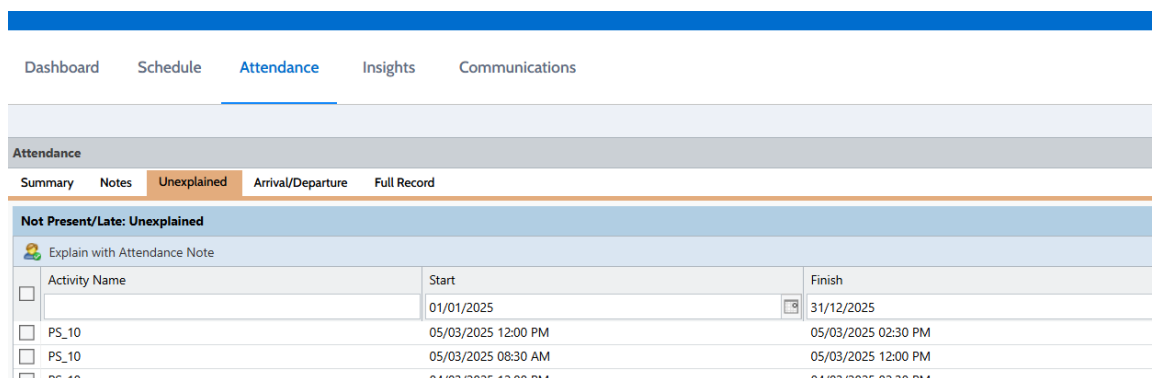 Dashboard Schedule Attendance Insights Communications
Attendance
Summary Notes Unexplained Arrival/Departure Full Record
Not Present/Late: Unexplained
Explain with Attendance Note
Activity Name Start Finish
01/01/2025 31/12/2025
PS_10 05/03/2025 12:00 PM 05/03/2025 02:30 PM
PS_10 05/03/2025 08:30 AM 05/03/2025 12:00 PM